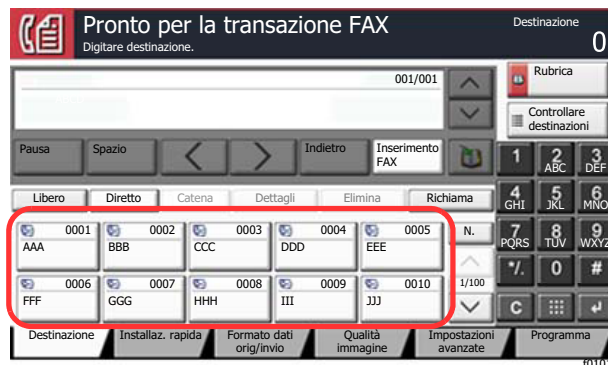 Pronto per la transazione FAX
Digitare destinazione.
Destinazione
0
001/001
Rubrica
Controllare
destinazioni
Pausa
Spazio
Indietro
Inserimento
FAX
1
2
ABC
3
DEF
Libero
Diretto
Catena
Dettagli
Elimina
Richiama
4
GHI
5
JKL
6
MNO
0001
AAA
0002
BBB
0003
CCC
0004
DDD
0005
EEE
N.
7
PQRS
8
TUV
9
WXYZ
0006
FFF
0007
GGG
0008
HHH
0009
III
0010
JJJ
1/100
*/.
0
#
C
Destinazione
Installaz. rapida
Formato dati
orig/invio
Qualità
immagine
Impostazioni
avanzate
Programma